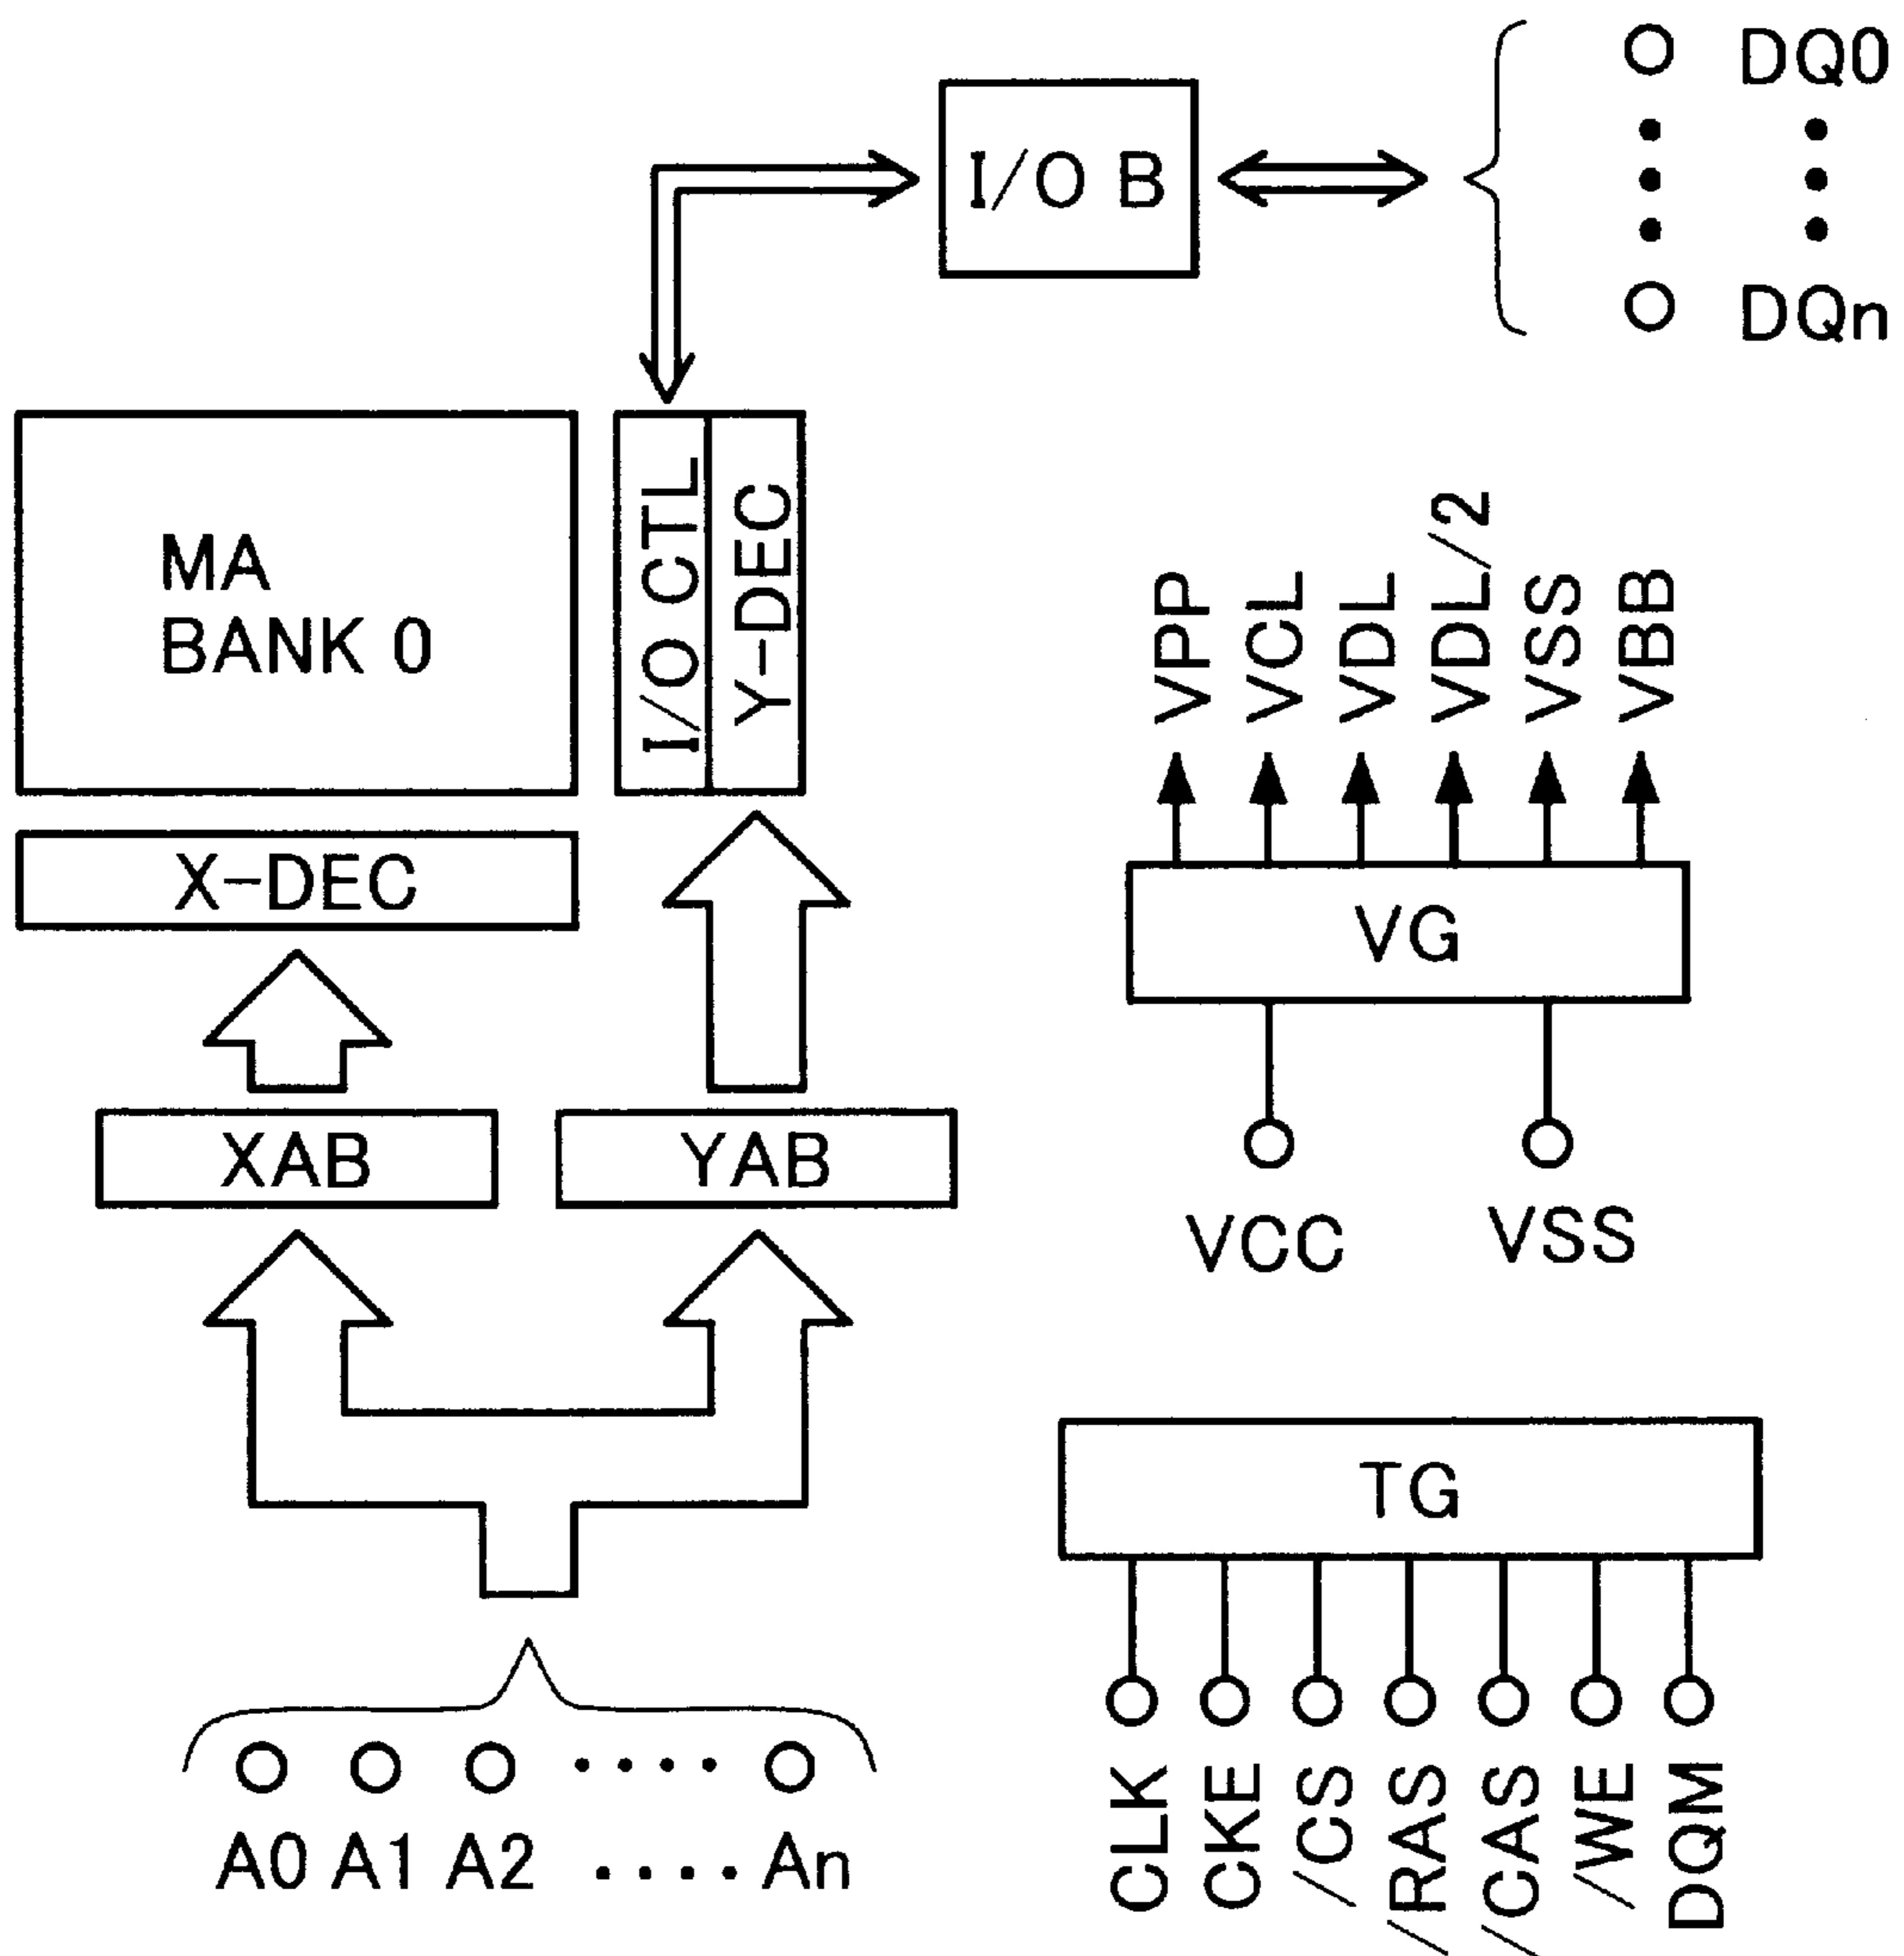 DQ0
I/O B
DQn
MA
BANK 0
I/O CTL
Y-DEC
VPP
VCL
VDL
VDL/2
VSS
VBB
X-DEC
VG
XAB
YAB
VCC
VSS
TG
A0 A1 A2 ···· An
CLK
CKE
/CS
/RAS
/CAS
/WE
DQM